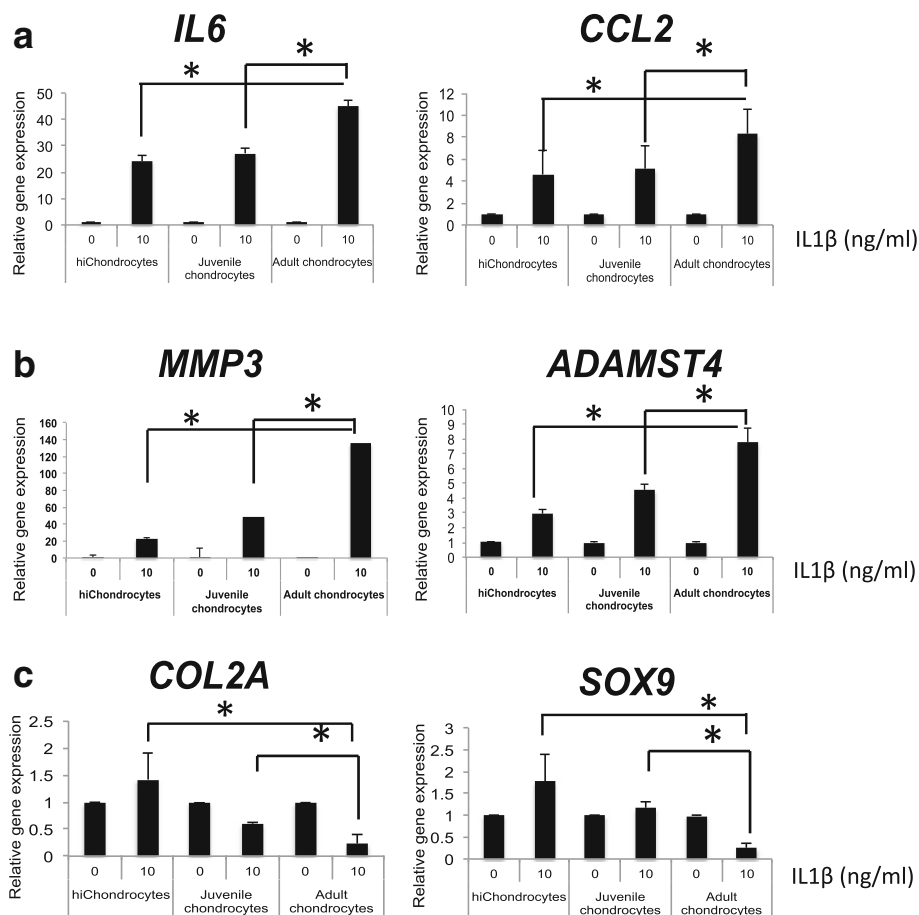 a
IL6
CCL2
*
*
*
*
Relative gene expression
50
40
30
20
10
0
0 10 0 10 0 10
hiChondrocytes Juvenile chondrocytes Adult chondrocytes
Relative gene expression
12
10
8
6
4
2
0
0 10 0 10 0 10
hiChondrocytes Juvenile chondrocytes Adult chondrocytes
IL1β (ng/ml)
b
MMP3
ADAMST4
*
*
*
*
Relative gene expression
160
140
120
100
80
60
40
20
0
0 10 0 10 0 10
hiChondrocytes Juvenile chondrocytes Adult chondrocytes
Relative gene expression
10
9
8
7
6
5
4
3
2
1
0
0 10 0 10 0 10
hiChondrocytes Juvenile chondrocytes Adult chondrocytes
IL1β (ng/ml)
c
COL2A
SOX9
*
*
*
*
Relative gene expression
2.5
2
1.5
1
0.5
0
0 10 0 10 0 10
hiChondrocytes Juvenile chondrocytes Adult chondrocytes
Relative gene expression
3
2.5
2
1.5
1
0.5
0
0 10 0 10 0 10
hiChondrocytes Juvenile chondrocytes Adult chondrocytes
IL1β (ng/ml)